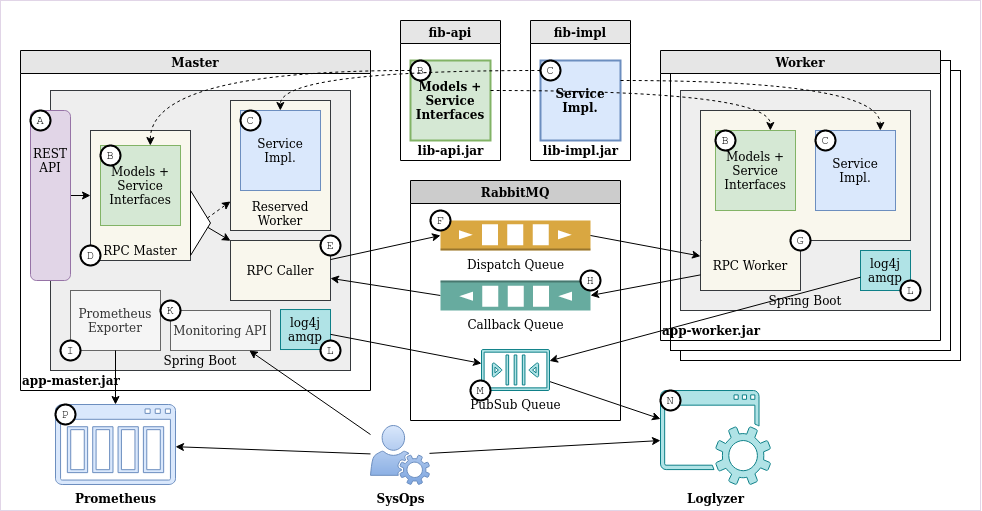 fib-api
fib-impl
Master
Worker
B
Models +
Service
Interfaces
lib-api.jar
C
Service
Impl.
lib-impl.jar
A
REST
API
B
Models +
Service
Interfaces
D
RPC Master
C
Service
Impl.
Reserved
Worker
E
RPC Caller
Prometheus
Exporter
I
K
Monitoring API
log4j
amqp
L
Spring Boot
app-master.jar
RabbitMQ
F
Dispatch Queue
H
Callback Queue
M
PubSub Queue
B
Models +
Service
Interfaces
C
Service
Impl.
G
RPC Worker
log4j
amqp
L
Spring Boot
app-worker.jar
P
Prometheus
SysOps
N
Loglyzer